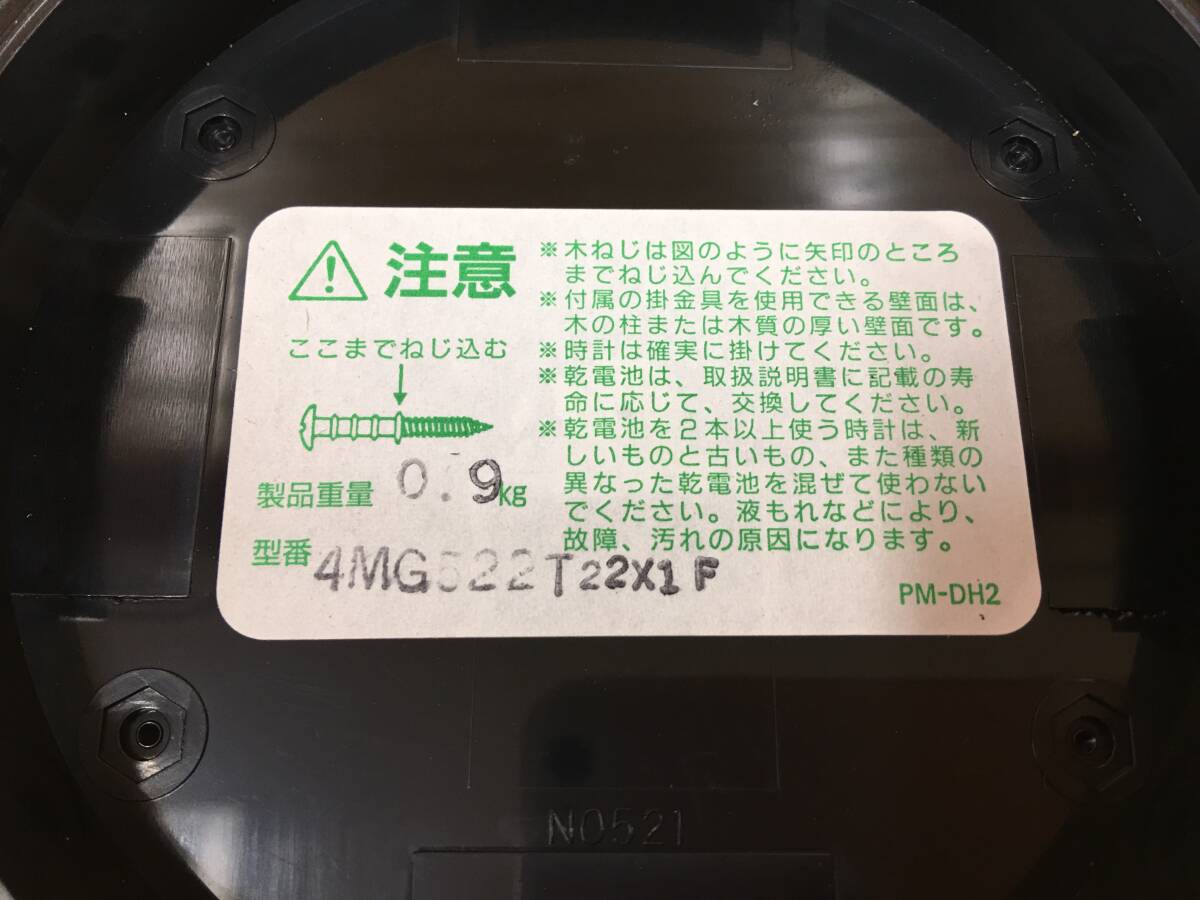 注意
ここまでねじ込む
製品重量 0.9kg
型番 4MG522T22X1F
※木ねじは図のように矢印のところ
までねじ込んでください。
※付属の掛金具を使用できる壁面は、
木の柱または木質の厚い壁面です。
※時計は確実に掛けてください。
※乾電池は、取扱説明書に記載の寿
命に応じて、交換してください。
※乾電池を2本以上使う時計は、新
しいものと古いもの、また種類の
異なった乾電池を混ぜて使わない
でください。液もれなどにより、
故障、汚れの原因になります。
PM-DH2
NO521